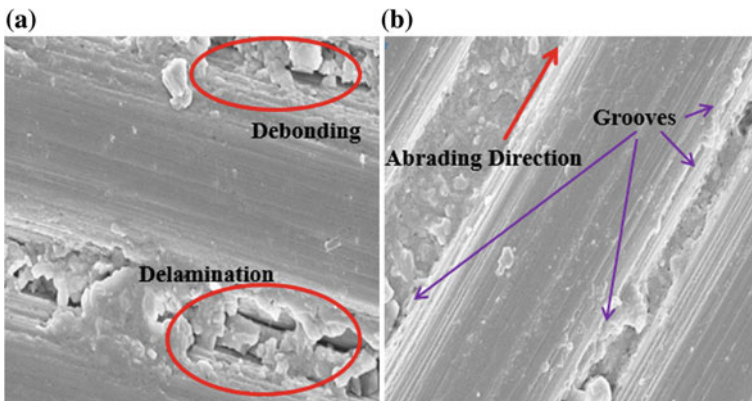 (a)
Debonding
Delamination
(b)
Grooves
Abrading Direction